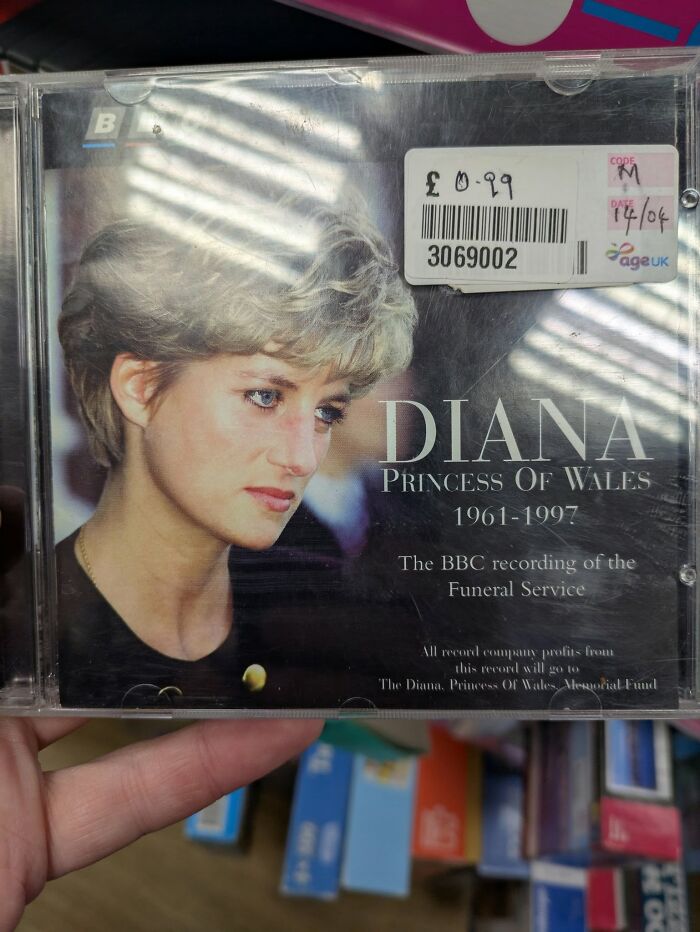 B B
£ 0.99
CODE
M
DATE
14/04
3069002
ageUK
DIANA
PRINCESS OF WALES
1961-1997
The BBC recording of the
Funeral Service
All record company profits from
this record will go to
The Diana, Princess Of Wales, Memorial Fund